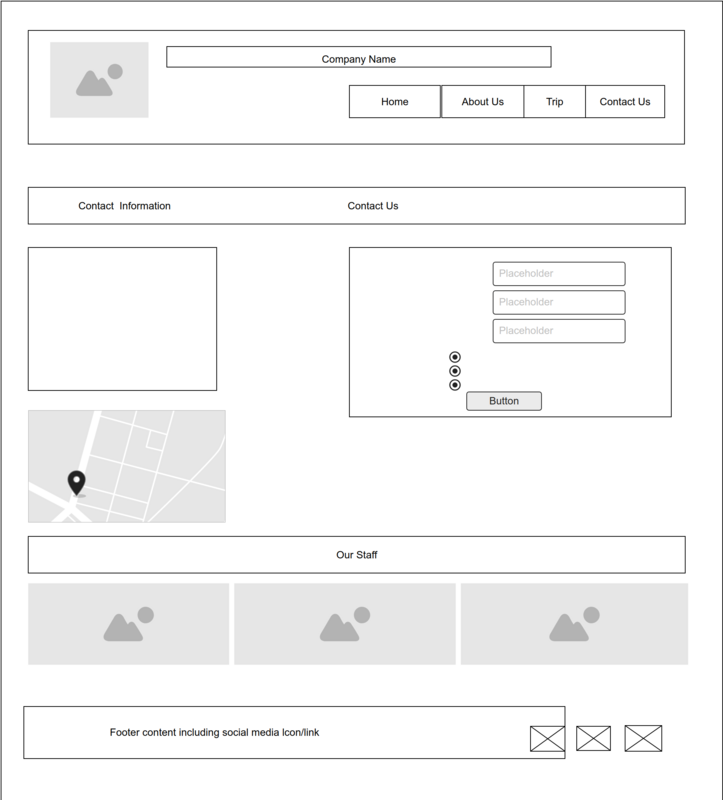 Company Name
Home
About Us
Trip
Contact Us
Contact  Information
Contact Us
Placeholder
Placeholder
Placeholder
Button
Our Staff
Footer content including social media Icon/link